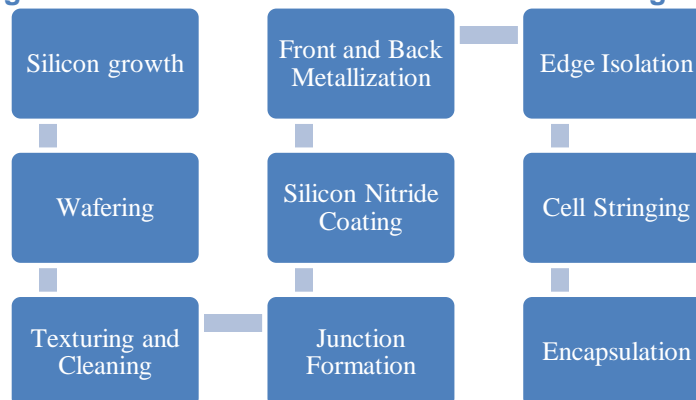 Silicon growth
Wafering
Texturing and
Cleaning
Junction
Formation
Silicon Nitride
Coating
Front and Back
Metallization
Edge Isolation
Cell Stringing
Encapsulation